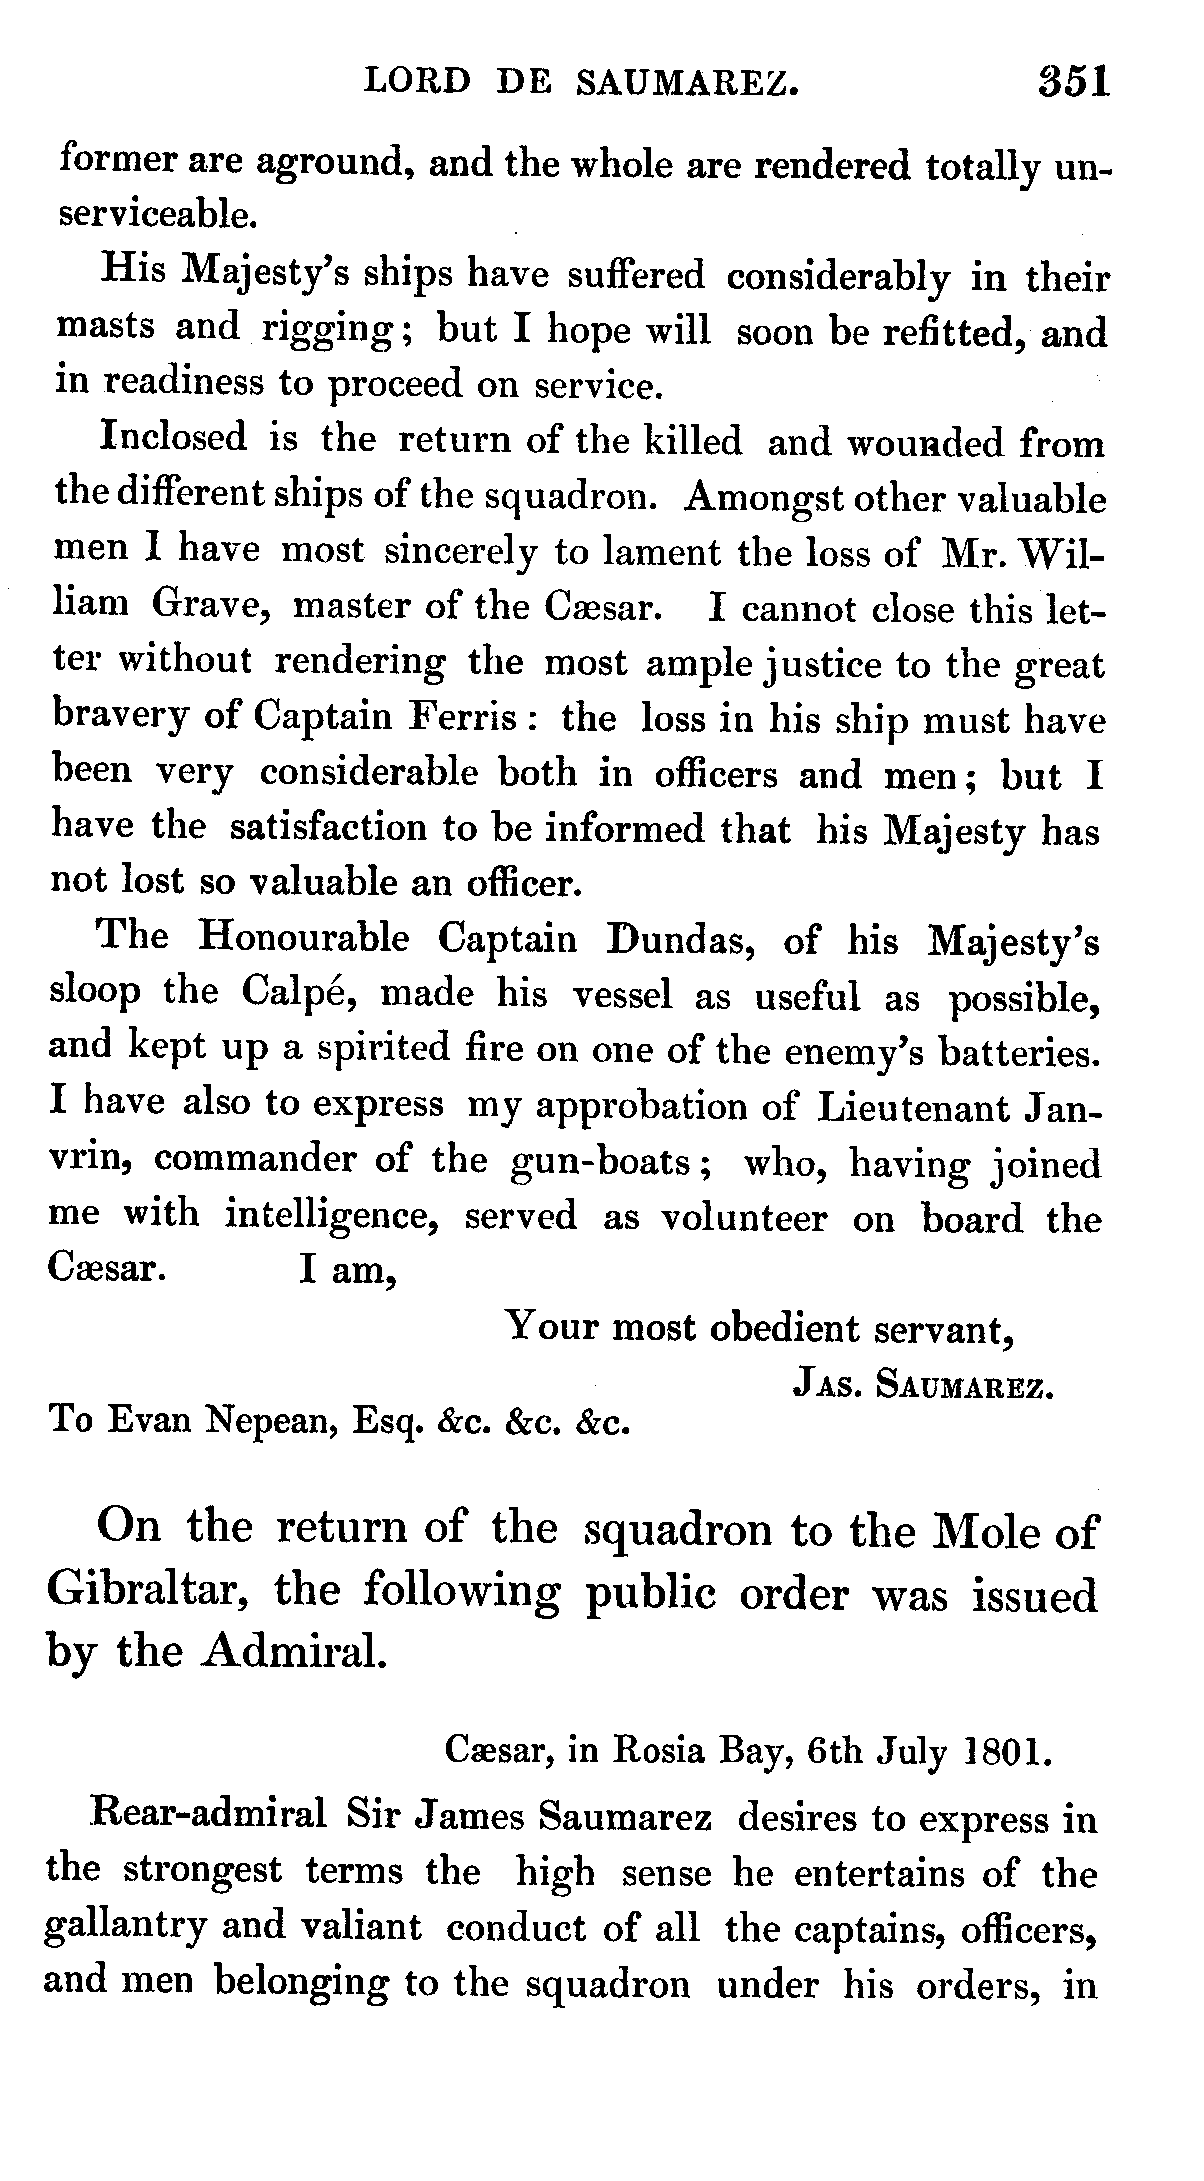 LORD DE SAUMAREZ. 351
former are aground, and the whole are rendered totally un-
serviceable.
His Majesty's ships have suffered considerably in their
masts and rigging; but I hope will soon be refitted, and
in readiness to proceed on service.
Inclosed is the return of the killed and wounded from
the different ships of the squadron. Amongst other valuable
men I have most sincerely to lament the loss of Mr. Wil-
liam Grave, master of the Cæsar. I cannot close this let-
ter without rendering the most ample justice to the great
bravery of Captain Ferris: the loss in his ship must have
been very considerable both in officers and men; but I
have the satisfaction to be informed that his Majesty has
not lost so valuable an officer.
The Honourable Captain Dundas, of his Majesty's
sloop the Calpé, made his vessel as useful as possible,
and kept up a spirited fire on one of the enemy's batteries.
I have also to express my approbation of Lieutenant Jan-
vrin, commander of the gun-boats; who, having joined
me with intelligence, served as volunteer on board the
Cæsar. I am,
Your most obedient servant,
JAS. SAUMAREZ.
To Evan Nepean, Esq. &c. &c. &c.
On the return of the squadron to the Mole of
Gibraltar, the following public order was issued
by the Admiral.
Cæsar, in Rosia Bay, 6th July 1801.
Rear-admiral Sir James Saumarez desires to express in
the strongest terms the high sense he entertains of the
gallantry and valiant conduct of all the captains, officers,
and men belonging to the squadron under his orders, in